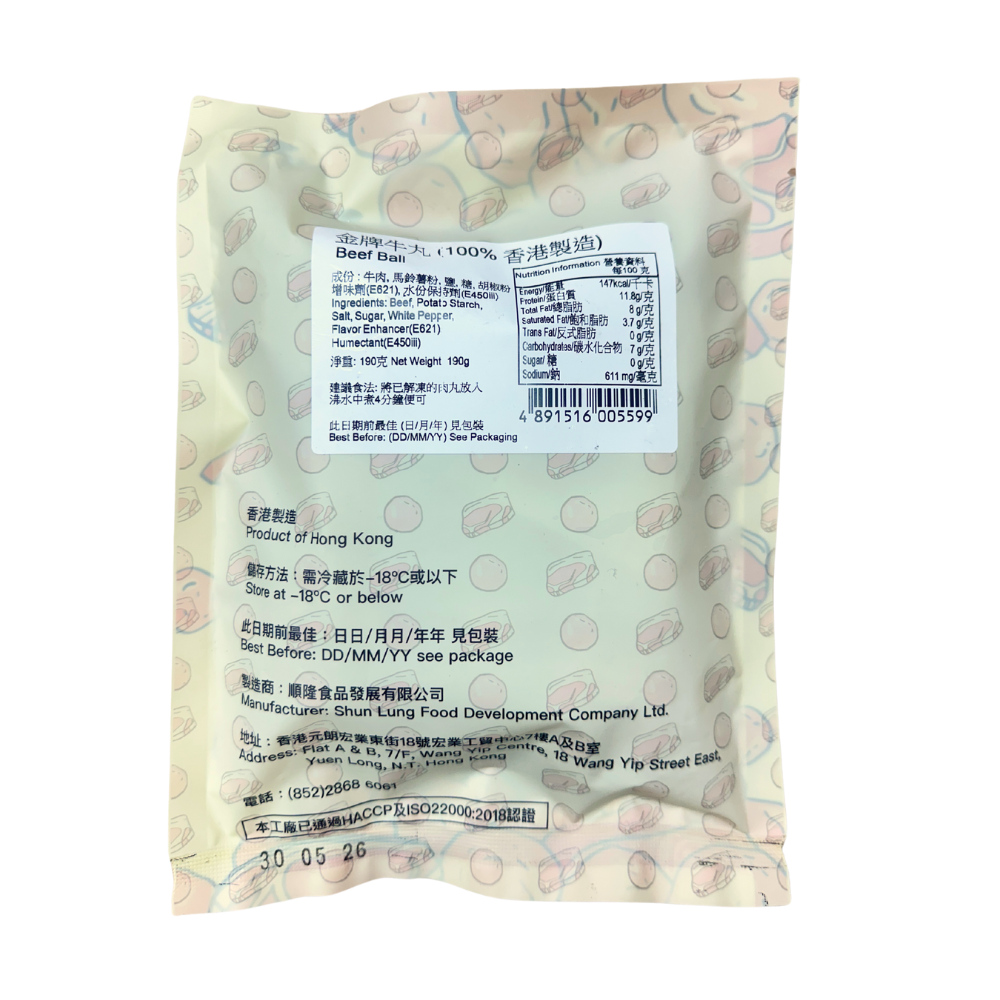 金牌牛丸 (100% 香港製造)
Beef Ball
成份：牛肉, 馬鈴薯粉, 鹽, 糖, 胡椒粉
增味劑(E621), 水份保持劑(E450iii)
Ingredients: Beef, Potato Starch,
Salt, Sugar, White Pepper,
Flavor Enhancer(E621)
Humectant(E450iii)
淨重: 190克 Net Weight 190g
建議食法: 將已解凍的肉丸放入
沸水中煮4分鐘便可
此日期前最佳 (日/月/年) 見包裝
Best Before: (DD/MM/YY) See Packaging
Nutrition Information 營養資料
每100 克
Energy/能量 147kcal/千卡
Protein/蛋白質 11.8g/克
Total Fat/總脂肪 8 g/克
Saturated Fat/飽和脂肪 3.7 g/克
Trans Fat/反式脂肪 0 g/克
Carbohydrates/碳水化合物 7 g/克
Sugar/ 糖 0 g/克
Sodium/鈉 611 mg/毫克
4 891516 005599
香港製造
Product of Hong Kong
儲存方法：需冷藏於-18°C或以下
Store at -18°C or below
此日期前最佳：日日/月月/年年 見包裝
Best Before: DD/MM/YY see package
製造商：順隆食品發展有限公司
Manufacturer: Shun Lung Food Development Company Ltd.
地址：香港元朗宏業東街18號宏業工貿中心7樓A及B室
Address: Flat A & B, 7/F, Wang Yip Centre, 18 Wang Yip Street East,
Yuen Long, N.T. Hong Kong
電話：(852)2868 6061
本工廠已通過HACCP及ISO22000:2018認證
30 05 26